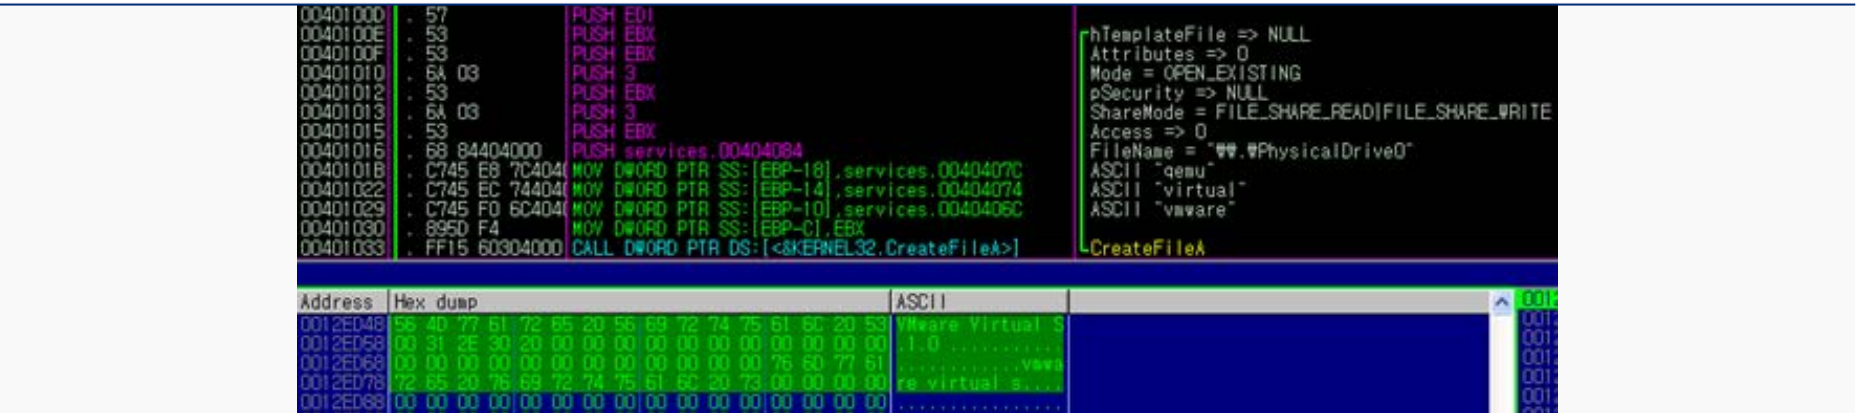 0040100D . 57 PUSH EDI
0040100E . 53 PUSH EBX hTemplateFile => NULL
0040100F . 53 PUSH EBX Attributes => 0
00401010 . 6A 03 PUSH 3 Mode = OPEN_EXISTING
00401012 . 53 PUSH EBX pSecurity => NULL
00401013 . 6A 03 PUSH 3 ShareMode = FILE_SHARE_READ|FILE_SHARE_WRITE
00401015 . 53 PUSH EBX Access => 0
00401016 . 68 84404000 PUSH services.00404084 FileName = "₩₩.₩PhysicalDrive0"
0040101B . C745 E8 7C404 MOV DWORD PTR SS:[EBP-18],services.0040407C ASCII "qemu"
00401022 . C745 EC 74404 MOV DWORD PTR SS:[EBP-14],services.00404074 ASCII "virtual"
00401029 . C745 F0 6C404 MOV DWORD PTR SS:[EBP-10],services.0040406C ASCII "vmware"
00401030 . 895D F4 MOV DWORD PTR SS:[EBP-C],EBX
00401033 . FF15 60304000 CALL DWORD PTR DS:[<&KERNEL32.CreateFileA>] CreateFileA
Address Hex dump ASCII
0012ED48 56 4D 77 61 72 65 20 56 69 72 74 75 61 6C 20 53 VMware Virtual S
0012ED58 00 31 2E 30 20 00 00 00 00 00 00 00 00 00 00 00 .1.0 ...........
0012ED68 00 00 00 00 00 00 00 00 00 00 00 00 76 6D 77 61 ............vmwa
0012ED78 72 65 20 76 69 72 74 75 61 6C 20 73 00 00 00 00 re virtual s....
0012ED88 00 00 00 00 00 00 00 00 00 00 00 00 00 00 00 00 ................